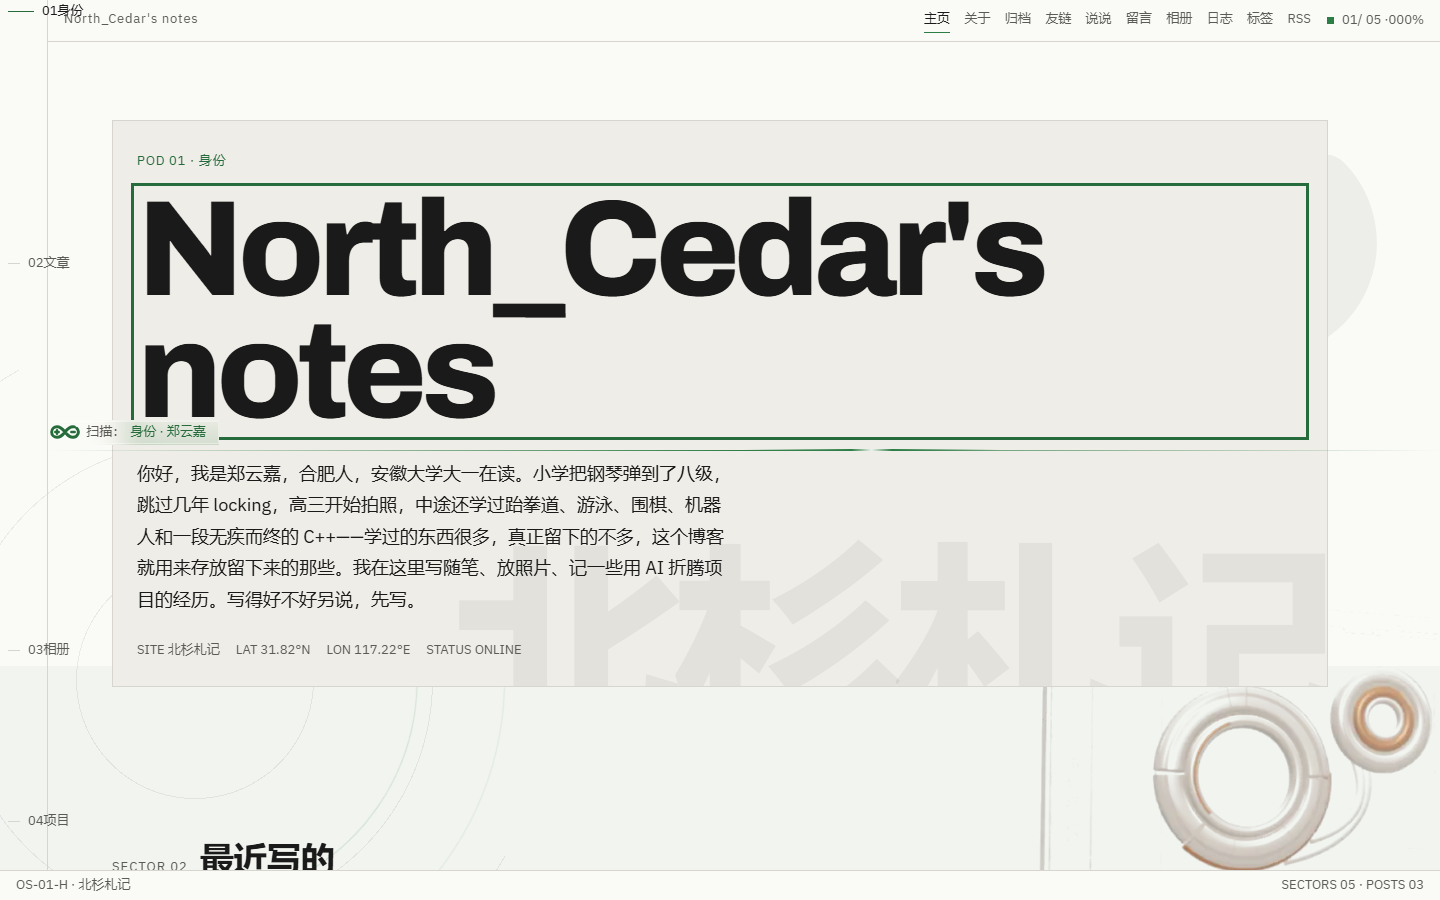 01身份
North_Cedar's notes
主页 关于 归档 友链 说说 留言 相册 日志 标签 RSS 01/ 05 ·000%
POD 01 · 身份
North_Cedar's
notes
02文章
扫描: 身份 · 郑云嘉
你好，我是郑云嘉，合肥人，安徽大学大一在读。小学把钢琴弹到了八级，
跳过几年 locking，高三开始拍照，中途还学过跆拳道、游泳、围棋、机器
人和一段无疾而终的 C++——学过的东西很多，真正留下的不多，这个博客
就用来存放留下来的那些。我在这里写随笔、放照片、记一些用 AI 折腾项
目的经历。写得好不好另说，先写。
北杉札记
03相册
SITE 北杉札记 LAT 31.82°N LON 117.22°E STATUS ONLINE
04项目
SECTOR 02 最近写的
OS-01-H · 北杉札记
SECTORS 05 · POSTS 03